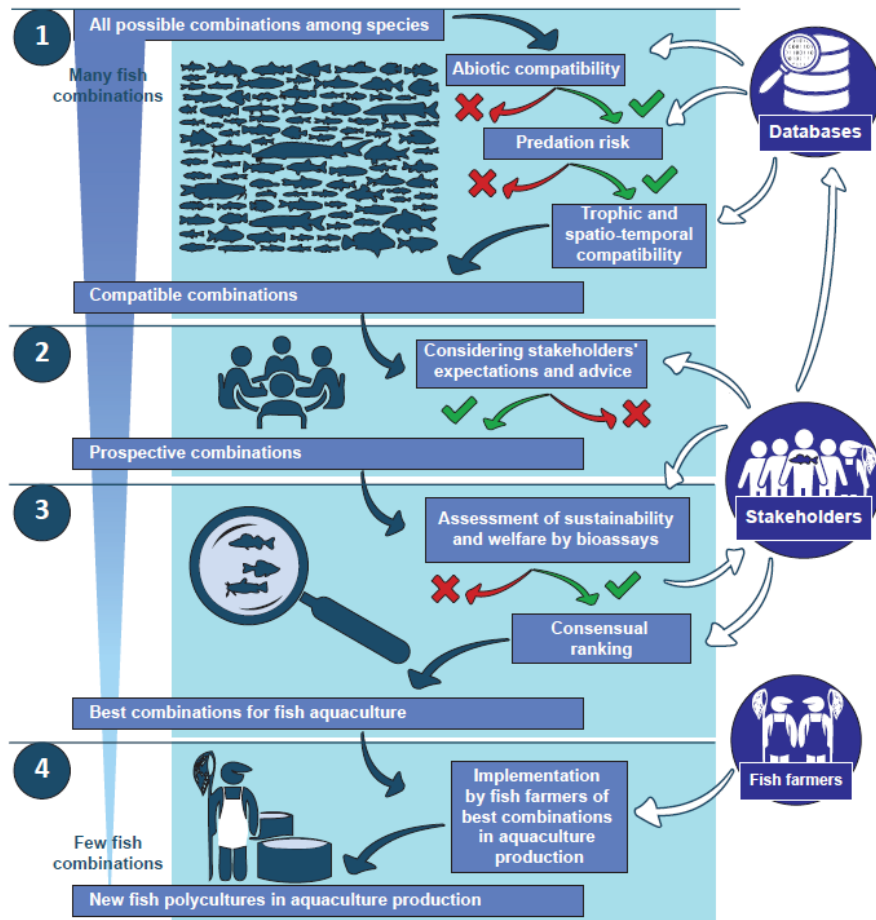 1
All possible combinations among species
Many fish
combinations
Abiotic compatibility
Predation risk
Trophic and
spatio-temporal
compatibility
Databases
Compatible combinations
2
Considering stakeholders'
expectations and advice
Prospective combinations
Stakeholders
3
Assessment of sustainability
and welfare by bioassays
Consensual
ranking
Best combinations for fish aquaculture
Fish farmers
4
Implementation
by fish farmers of
best combinations
in aquaculture
production
Few fish
combinations
New fish polycultures in aquaculture production